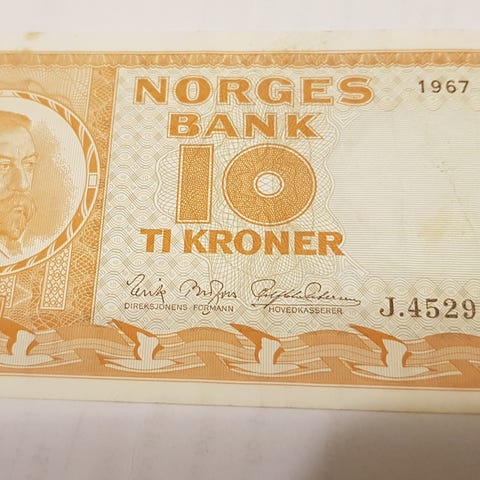 NORGES
BANK
1967
10
TI KRONER
DIREKSJONENS FORMANN
HOVEDKASSERER
J.4529